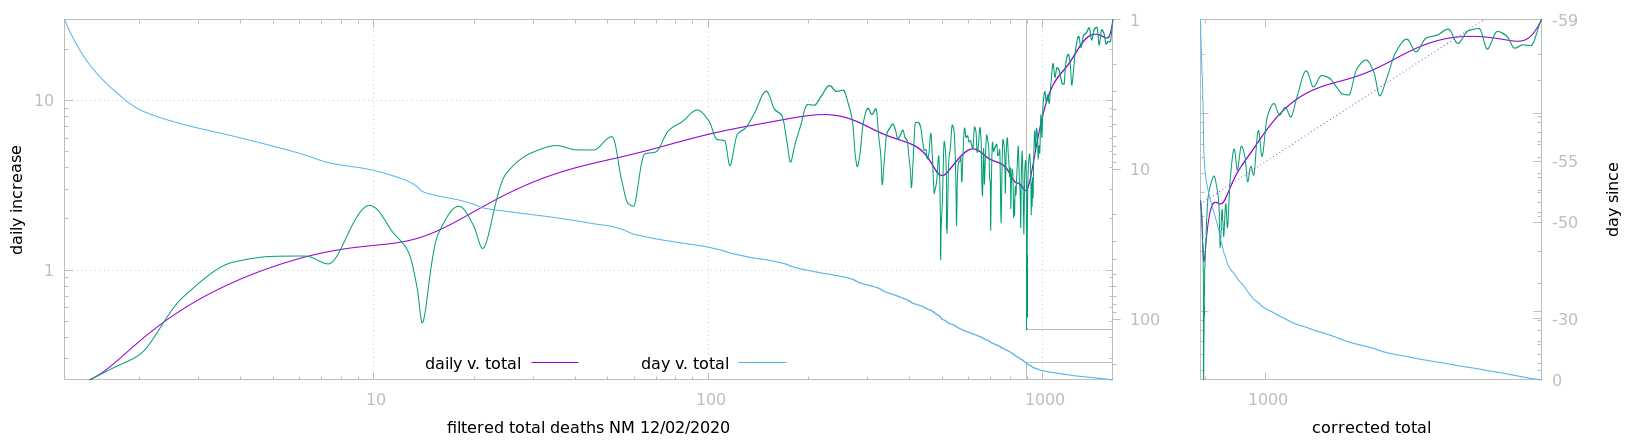 daily increase
10
1
daily v. total
day v. total
10
100
1000
filtered total deaths NM 12/02/2020
1
10
100
1000
corrected total
-59
-55
-50
-30
0
day since